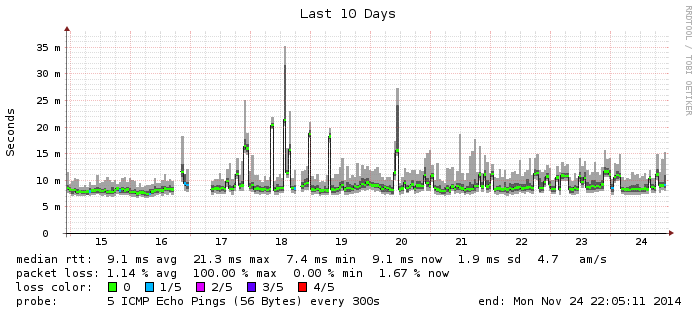 Last 10 Days
RRDTOOL / TOBI OETIKER
Seconds
35 m
30 m
25 m
20 m
15 m
10 m
5 m
0
15 16 17 18 19 20 21 22 23 24
median rtt: 9.1 ms avg 21.3 ms max 7.4 ms min 9.1 ms now 1.9 ms sd 4.7 am/s
packet loss: 1.14 % avg 100.00 % max 0.00 % min 1.67 % now
loss color: 0 1/5 2/5 3/5 4/5
probe: 5 ICMP Echo Pings (56 Bytes) every 300s end: Mon Nov 24 22:05:11 2014